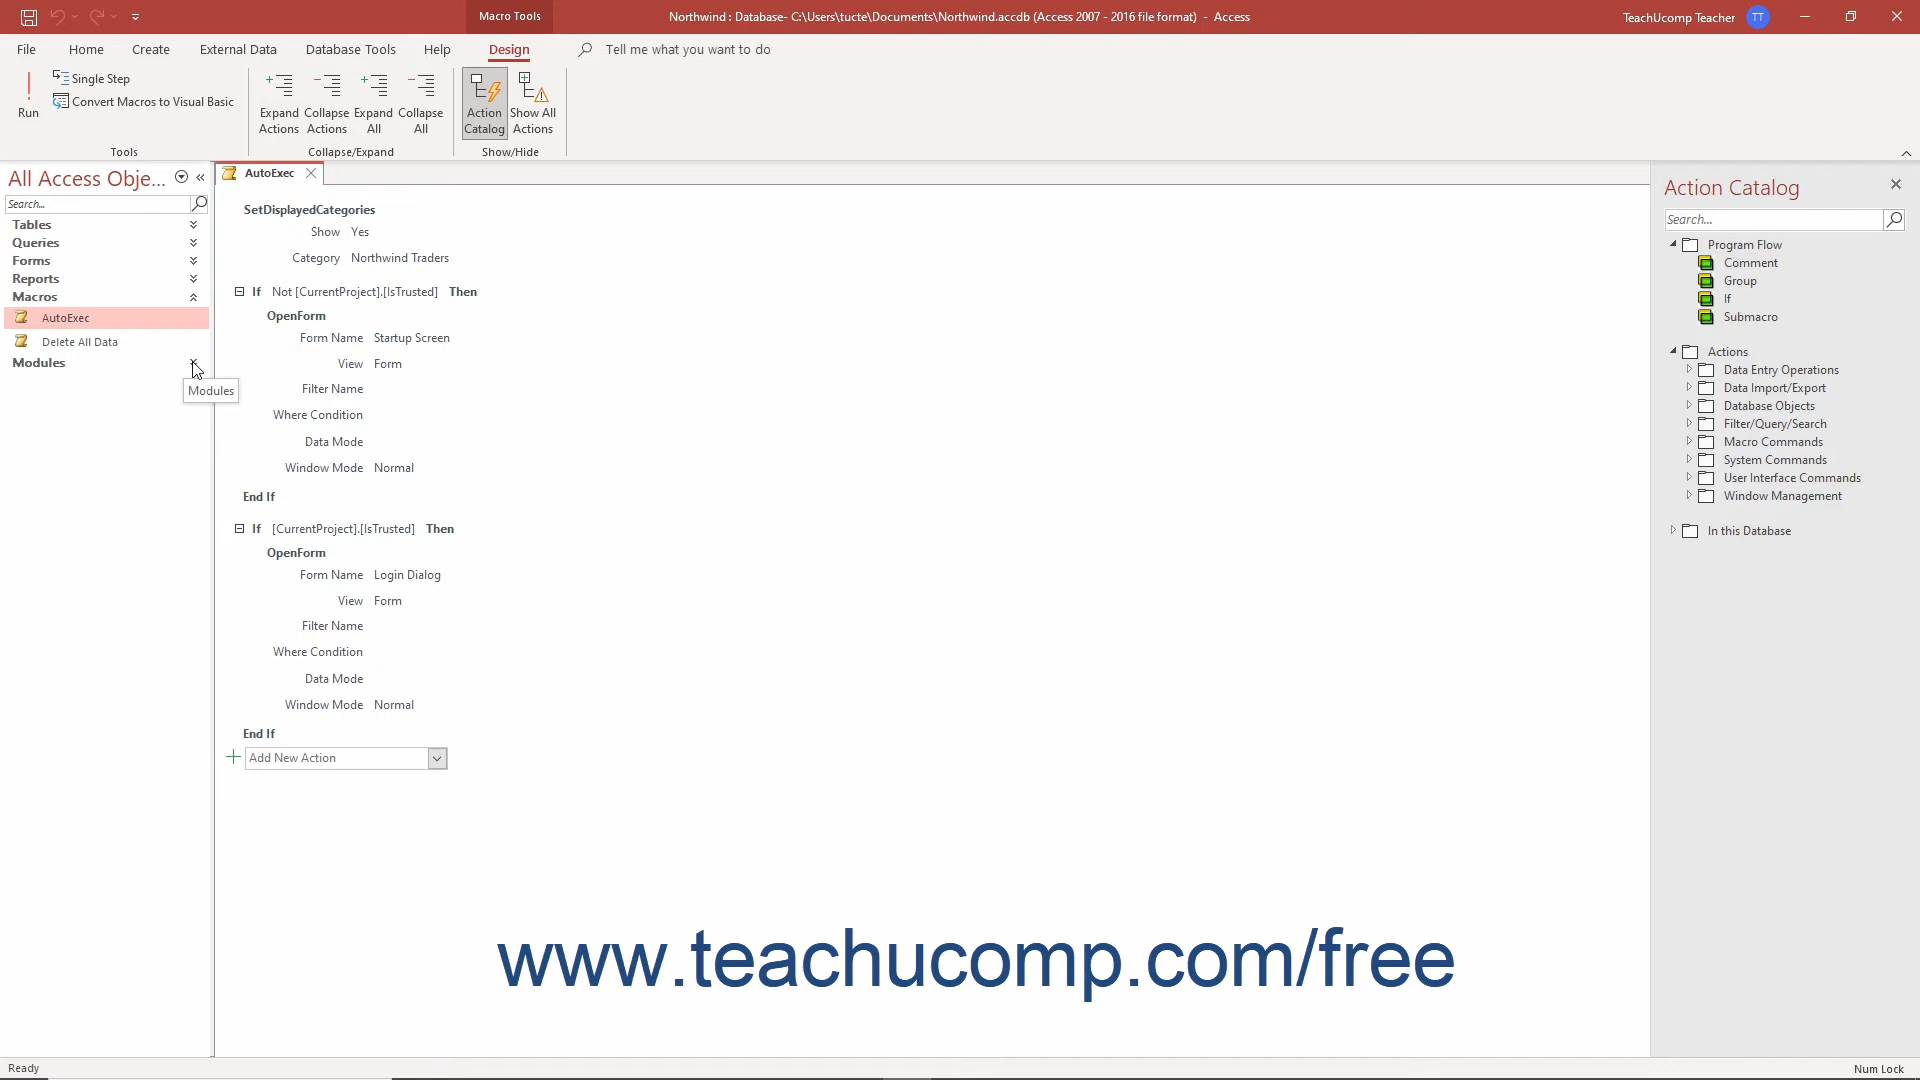 Macro Tools
Northwind : Database- C:\Users\tucte\Documents\Northwind.accdb (Access 2007 - 2016 file format) - Access
TeachUcomp Teacher TT
File Home Create External Data Database Tools Help Design Tell me what you want to do
Run
Single Step
Convert Macros to Visual Basic
Tools
Expand Actions
Collapse Actions
Expand All
Collapse All
Collapse/Expand
Action Catalog
Show All Actions
Show/Hide
All Access Obje...
Search...
Tables
Queries
Forms
Reports
Macros
AutoExec
Delete All Data
Modules
Modules
AutoExec
SetDisplayedCategories
Show Yes
Category Northwind Traders
If Not [CurrentProject].[IsTrusted] Then
OpenForm
Form Name Startup Screen
View Form
Filter Name
Where Condition
Data Mode
Window Mode Normal
End If
If [CurrentProject].[IsTrusted] Then
OpenForm
Form Name Login Dialog
View Form
Filter Name
Where Condition
Data Mode
Window Mode Normal
End If
Add New Action
Action Catalog
Search...
Program Flow
Comment
Group
If
Submacro
Actions
Data Entry Operations
Data Import/Export
Database Objects
Filter/Query/Search
Macro Commands
System Commands
User Interface Commands
Window Management
In this Database
www.teachucomp.com/free
Ready
Num Lock